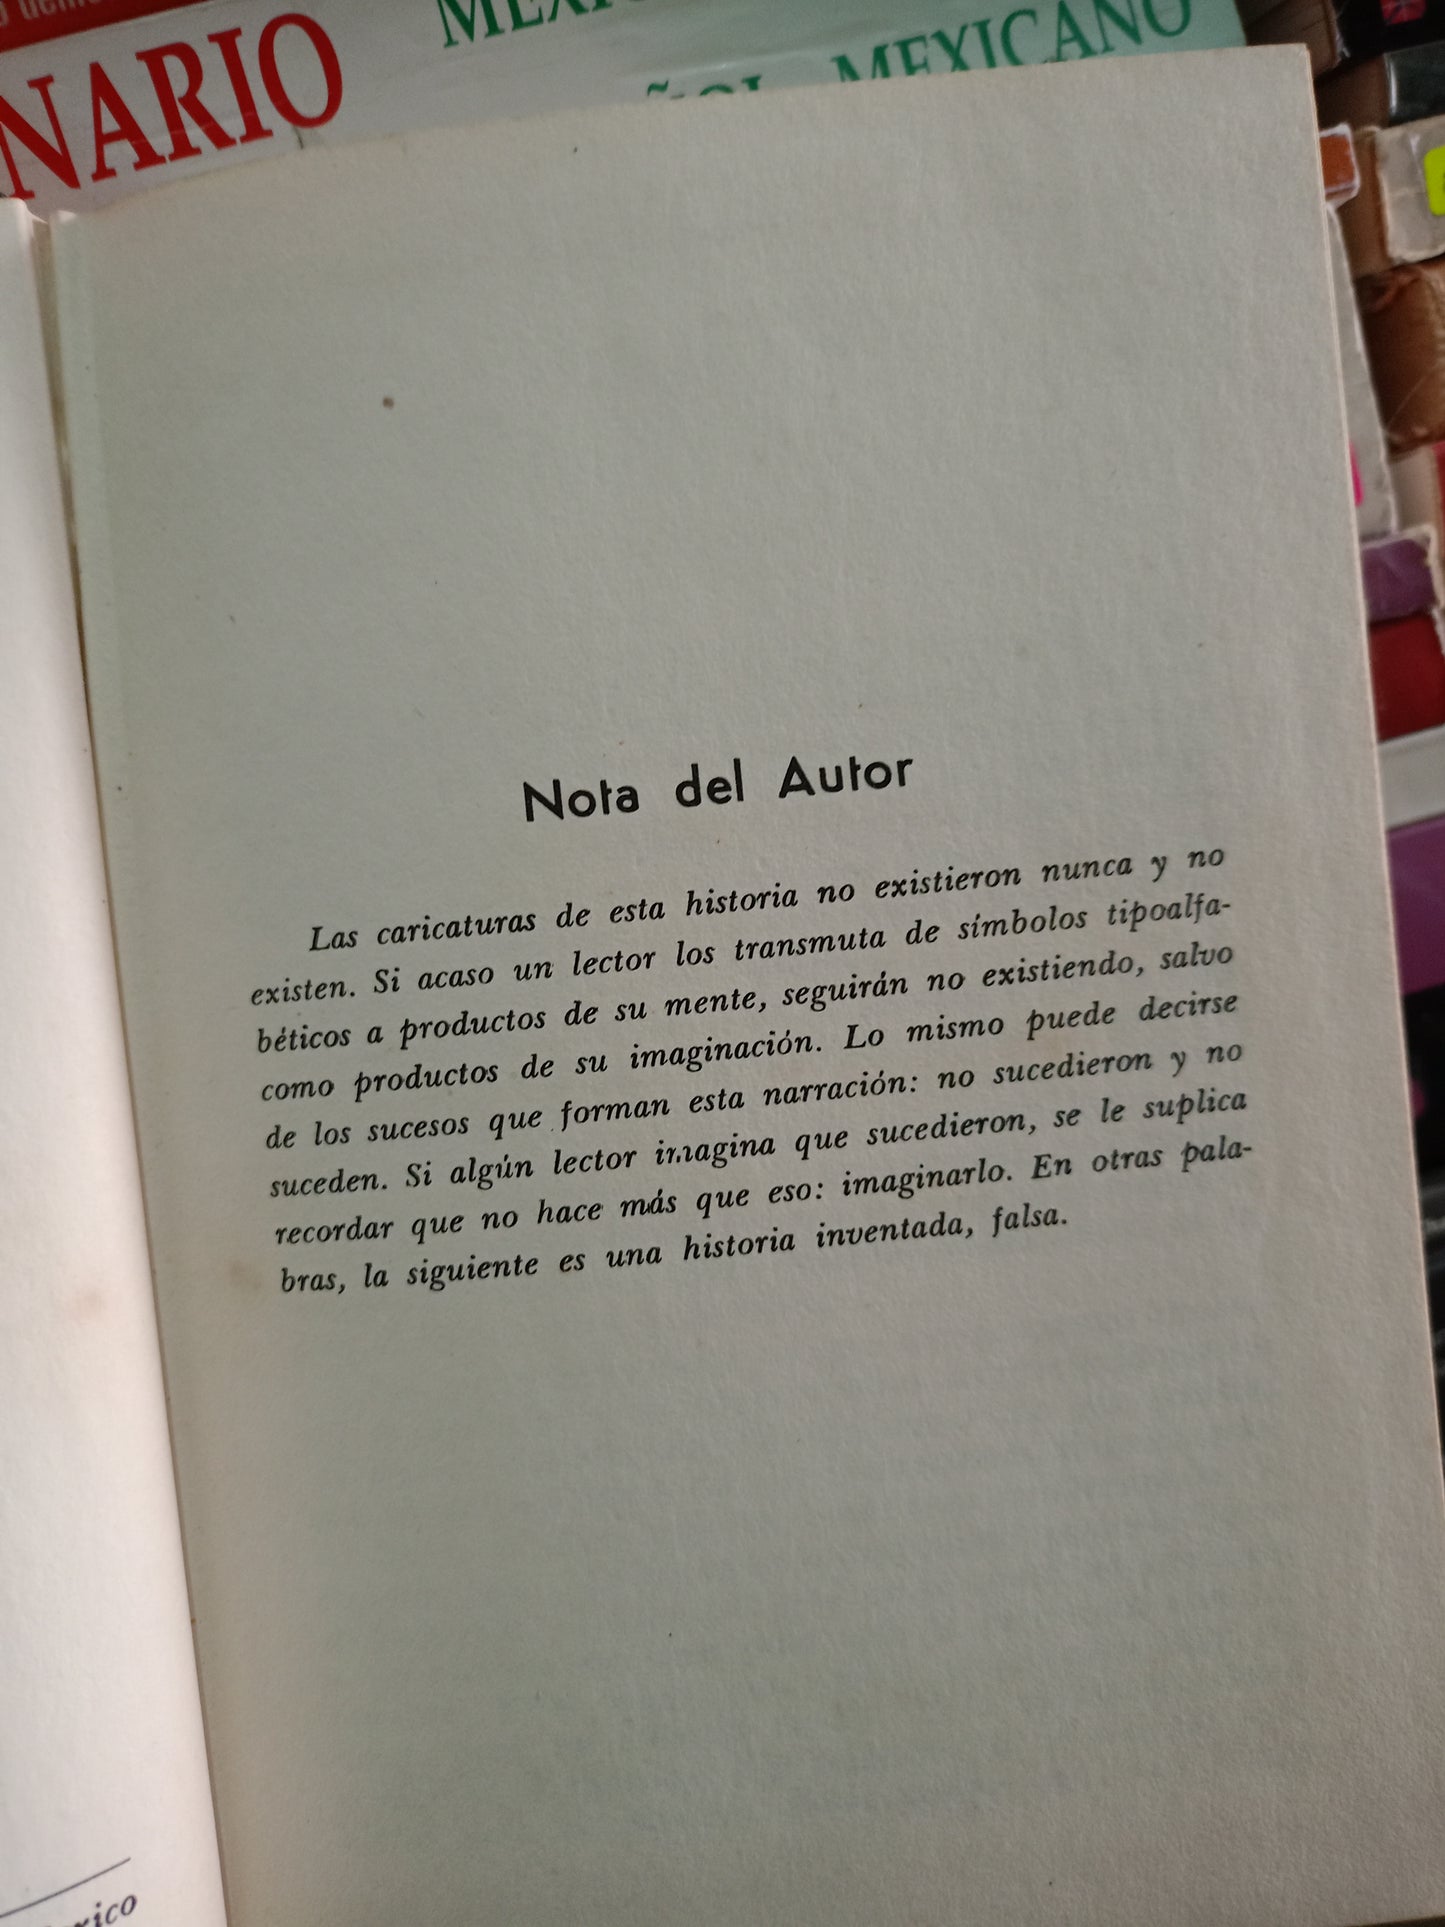 NARIO
MEXICANO
Nota del Autor
Las caricaturas de esta historia no existieron nunca y no
existen. Si acaso un lector los transmuta de símbolos tipoalfa-
béticos a productos de su mente, seguirán no existiendo, salvo
como productos de su imaginación. Lo mismo puede decirse
de los sucesos que forman esta narración: no sucedieron y no
suceden. Si algún lector imagina que sucedieron, se le suplica
recordar que no hace más que eso: imaginarlo. En otras pala-
bras, la siguiente es una historia inventada, falsa.